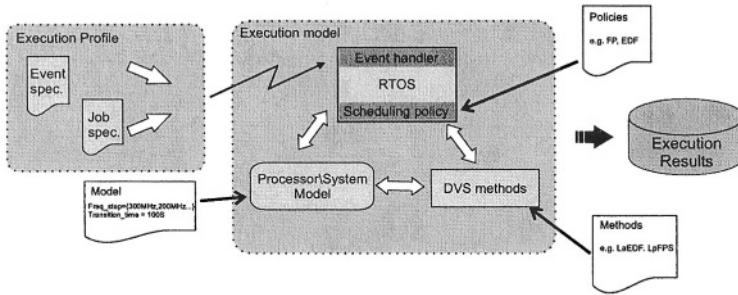 Execution Profile
Event
spec.
Job
spec.
Execution model
Event handler
RTOS
Scheduling policy
Policies
e.g. FP, EDF
Processor\System
Model
DVS methods
Execution
Results
Model
Freq_step={300MHz,200MHz...}
Transition_time = 100S
Methods
e.g. LaEDF. LpFPS